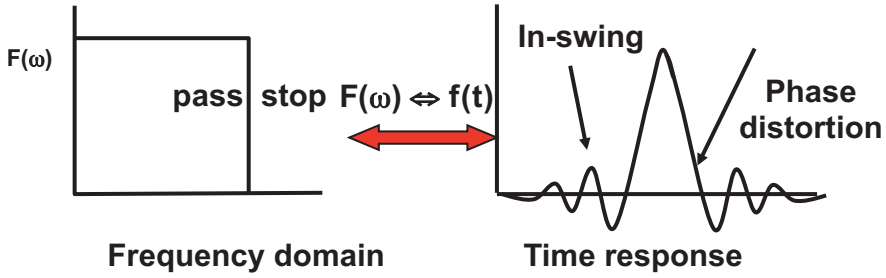 In-swing
F(ω)
pass stop F(ω) ⇔ f(t)
Phase
distortion
Frequency domain
Time response